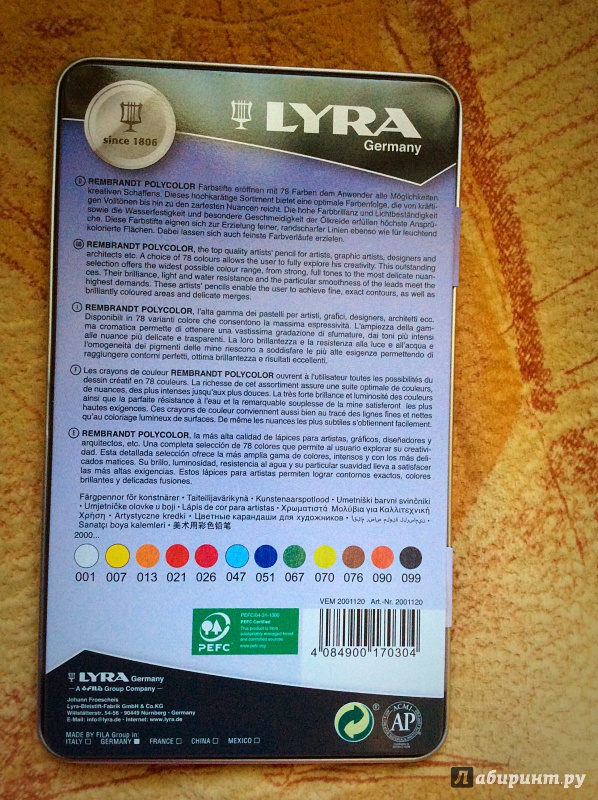 since 1806
LYRA
Germany
D REMBRANDT POLYCOLOR Farbstifte eröffnen mit 78 Farben dem Anwender alle Möglichkeiten
kreativen Schaffens. Dieses hochkarätige Sortiment bietet eine optimale Farbenfolge, die von kräfti-
gen Volltönen bis hin zu den zartesten Nuancen reicht. Die hohe Farbbrillanz und Lichtbeständigkeit
sowie die Wasserfestigkeit und besondere Geschmeidigkeit der Ölkreide erfüllen höchste Ansprü-
che. Diese Farbstifte eignen sich zur Erzielung feiner, randscharfer Linien ebenso wie für leuchtend
kolorierte Flächen. Dabei lassen sich auch feinste Farbverläufe erzielen.
GB REMBRANDT POLYCOLOR, the top quality artists' pencil for artists, graphic artists, designers and
architects etc. A choice of 78 colours allows the user to fully explore his creativity. This outstanding
selection offers the widest possible colour range, from strong, full tones to the most delicate nuan-
ces. Their brilliance, light and water resistance and the particular smoothness of the leads meet the
highest demands. These artists' pencils enable the user to achieve fine, exact contours, as well as
brilliantly coloured areas and delicate merges.
I REMBRANDT POLYCOLOR, l'alta gamma dei pastelli per artisti, grafici, designers, architetti ecc.
Disponibili in 78 varianti colore che consentono la massima espressività. L'ampiezza della gam-
ma cromatica permette di ottenere una vastissima gradazione di sfumature, dai toni più intensi
alle nuance più delicate e trasparenti. La loro brillantezza e la resistenza alla luce e all'acqua e
l'omogeneità dei pigmenti delle mine riescono a soddisfare le più alte esigenze permettendo di
raggiungere contorni perfetti, ottima brillantezza e risultati eccellenti.
F Les crayons de couleur REMBRANDT POLYCOLOR ouvrent à l'utilisateur toutes les possibilités du
dessin créatif en 78 couleurs. La richesse de cet assortiment assure une suite optimale de couleurs,
de nuances, des plus intenses jusqu'aux plus douces. La très forte brillance et luminosité des couleurs
ainsi que la parfaite résistance à l'eau et la remarquable souplesse de la mine satisferont les plus
hautes exigences. Ces crayons de couleur conviennent aussi bien au tracé des lignes fines et nettes
qu'au coloriage lumineux de surfaces. De même les nuances les plus subtiles s'obtiennent facilement.
E REMBRANDT POLYCOLOR, la más alta calidad de lápices para artistas, gráficos, diseñadores y
arquitectos, etc. Una completa selección de 78 colores que permite al usuario explorar su creativi-
dad. Esta detallada selección ofrece la más amplia gama de colores, intensos y con los más deli-
cados matices. Su brillo, luminosidad, resistencia al agua y su particular suavidad lleva a satisfacer
las más altas exigencias. Estos lápices para artistas permiten lograr contornos exactos, colores
brillantes y delicadas fusiones.
Färgpennor för konstnärer • Taiteilijavärikynä • Kunstenaarspotlood • Umetniški barvni svinčniki
• Umjetničke olovke u boji • Lápis de cor para artistas • Χρωματιστά Μολύβια για Καλλιτεχνική
Χρήση • Artystyczne kredki • Цветные карандаши для художников •
Sanatçı boya kalemleri • 美术用彩色铅笔
2000...
001 007 013 021 026 047 051 067 070 076 090 099
VEM 2001120 Art.-Nr. 2001120
PEFC/04-31-1300
PEFC Certified
This product is from
sustainably managed forest
and controlled sources
www.pefc.org
PEFC
4 084900 170304
LYRA Germany
— A FILA Group Company —
Johann Froescheis
Lyra-Bleistift-Fabrik GmbH & Co.KG
Willstätterstr. 54-56 • 90449 Nürnberg • Germany
E-Mail: info@lyra.de • Internet: www.lyra.de
MADE BY FILA Group in:
ITALY GERMANY FRANCE CHINA MEXICO
ACMI
AP
Лабиринт.ру